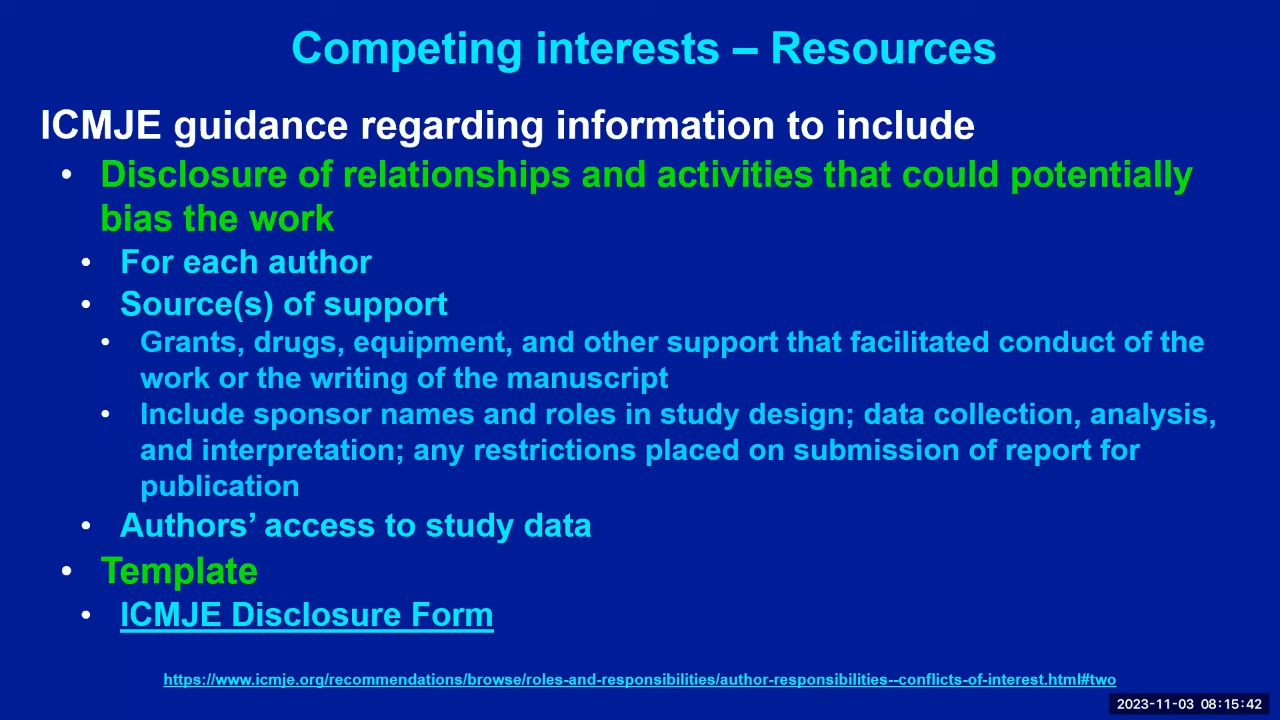 Competing interests – Resources
ICMJE guidance regarding information to include
• Disclosure of relationships and activities that could potentially
bias the work
• For each author
• Source(s) of support
• Grants, drugs, equipment, and other support that facilitated conduct of the
work or the writing of the manuscript
• Include sponsor names and roles in study design; data collection, analysis,
and interpretation; any restrictions placed on submission of report for
publication
• Authors’ access to study data
• Template
• ICMJE Disclosure Form
https://www.icmje.org/recommendations/browse/roles-and-responsibilities/author-responsibilities--conflicts-of-interest.html#two
2023-11-03 08:15:42